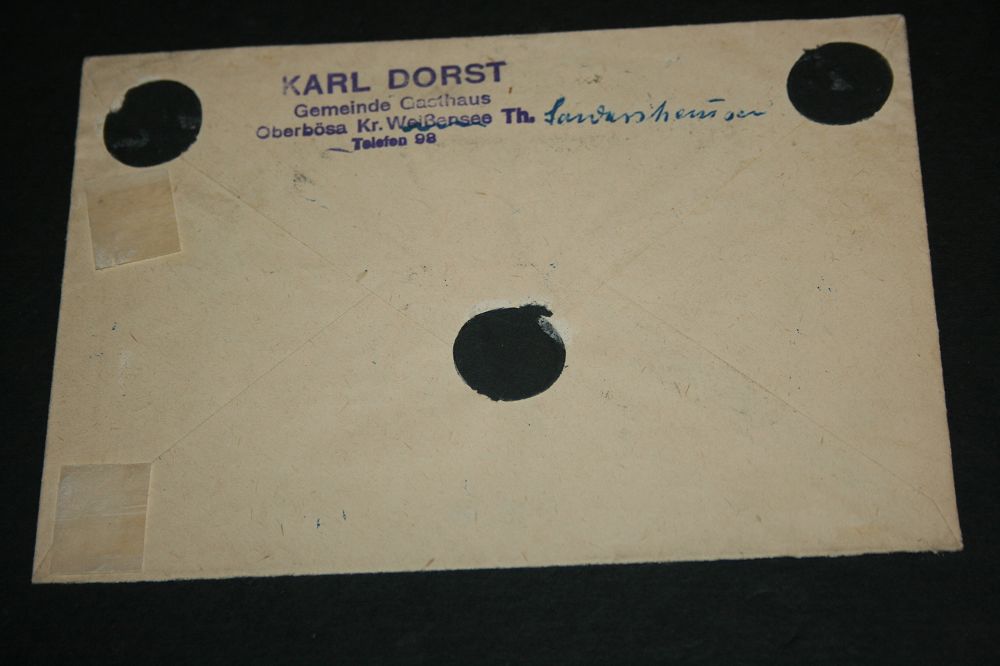 KARL DORST
Gemeinde Gasthaus
Oberbösa Kr. Weißensee Th. Sondershausen
Telefon 98